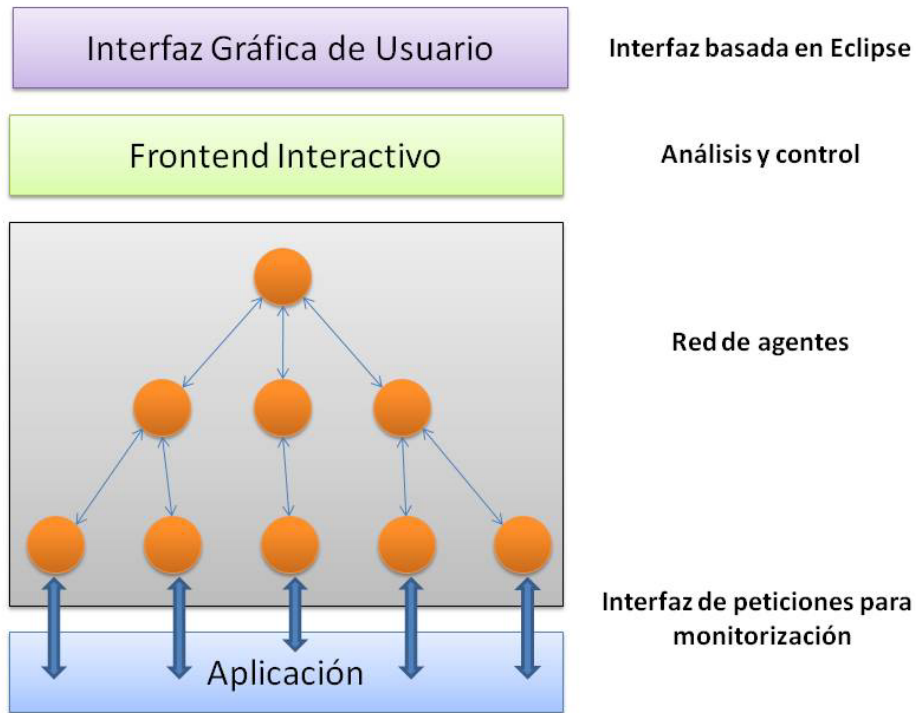 Interfaz Gráfica de Usuario
Interfaz basada en Eclipse
Frontend Interactivo
Análisis y control
Red de agentes
Interfaz de peticiones para
monitorización
Aplicación